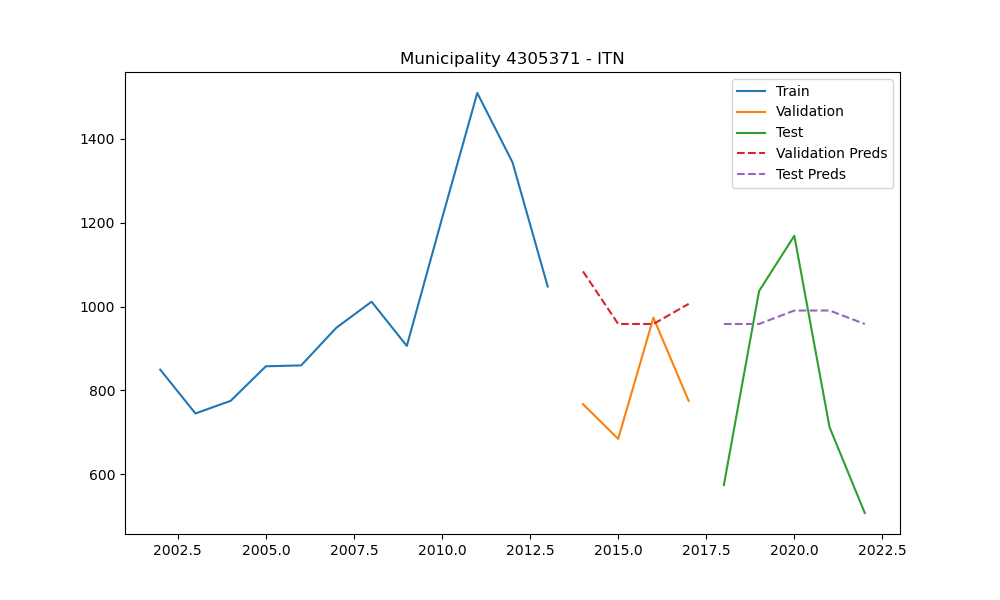 Municipality 4305371 - ITN
Train
Validation
Test
Validation Preds
Test Preds
1400
1200
1000
800
600
2002.5 2005.0 2007.5 2010.0 2012.5 2015.0 2017.5 2020.0 2022.5